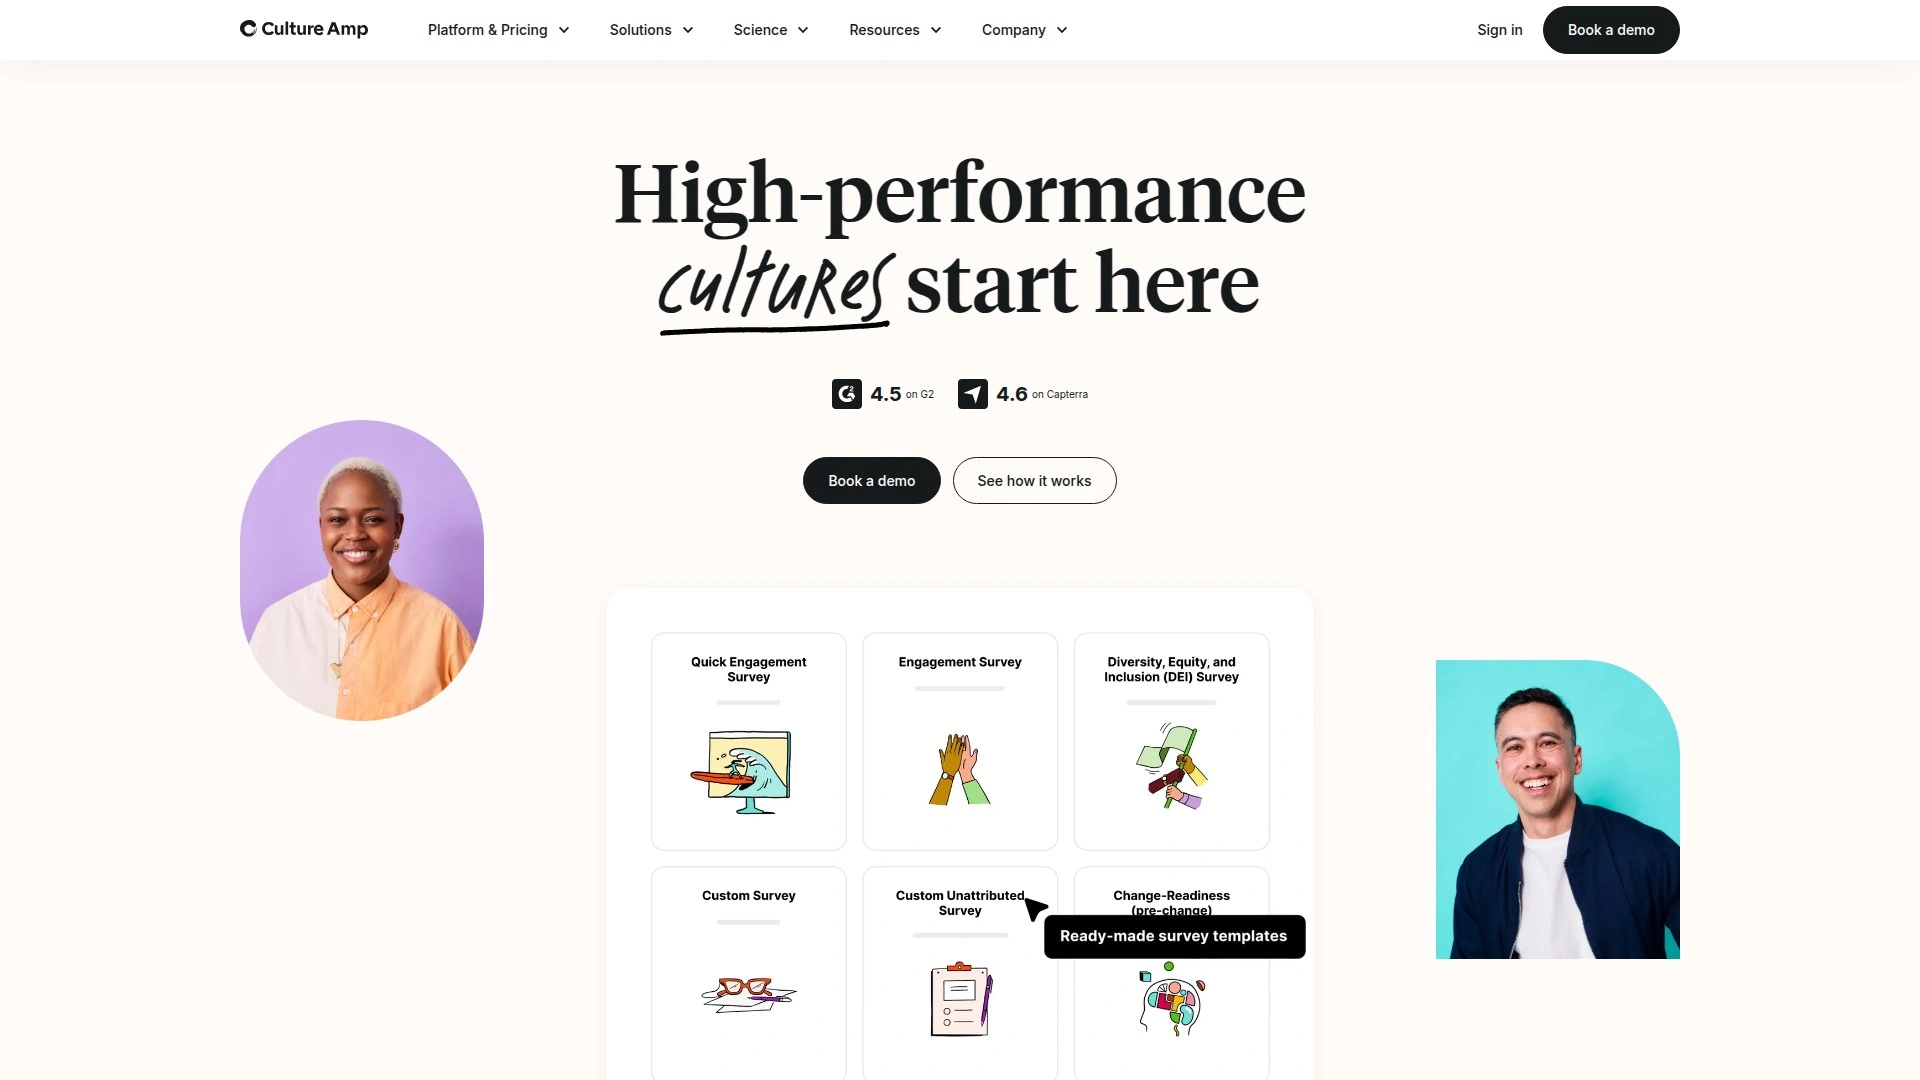 Culture Amp
Platform & Pricing
Solutions
Science
Resources
Company
Sign in
Book a demo
High-performance
cultures start here
4.5 on G2
4.6 on Capterra
Book a demo
See how it works
Quick Engagement
Survey
Engagement Survey
Diversity, Equity, and
Inclusion (DEI) Survey
Custom Survey
Custom Unattributed
Survey
Change-Readiness
(pre-change)
Ready-made survey templates